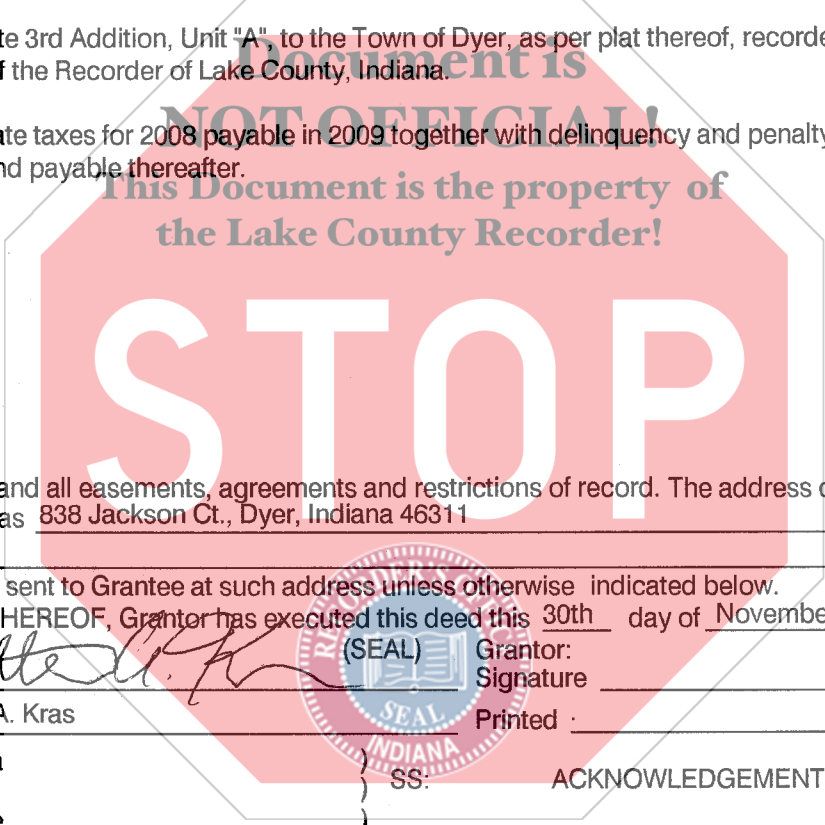 te 3rd Addition, Unit "A", to the Town of Dyer, as per plat thereof, recorde
Document is
f the Recorder of Lake County, Indiana.
NOT OFFICIAL!
ate taxes for 2008 payable in 2009 together with delinquency and penalty
nd payable thereafter.
This Document is the property of
the Lake County Recorder!
STOP
and all easements, agreements and restrictions of record. The address o
as 838 Jackson Ct., Dyer, Indiana 46311
sent to Grantee at such address unless otherwise indicated below.
HEREOF, Grantor has executed this deed this 30th day of Novembe
(SEAL) Grantor:
Signature
A. Kras
Printed
RECORDER'S OFFICE
SEAL
INDIANA
SS: ACKNOWLEDGEMENT